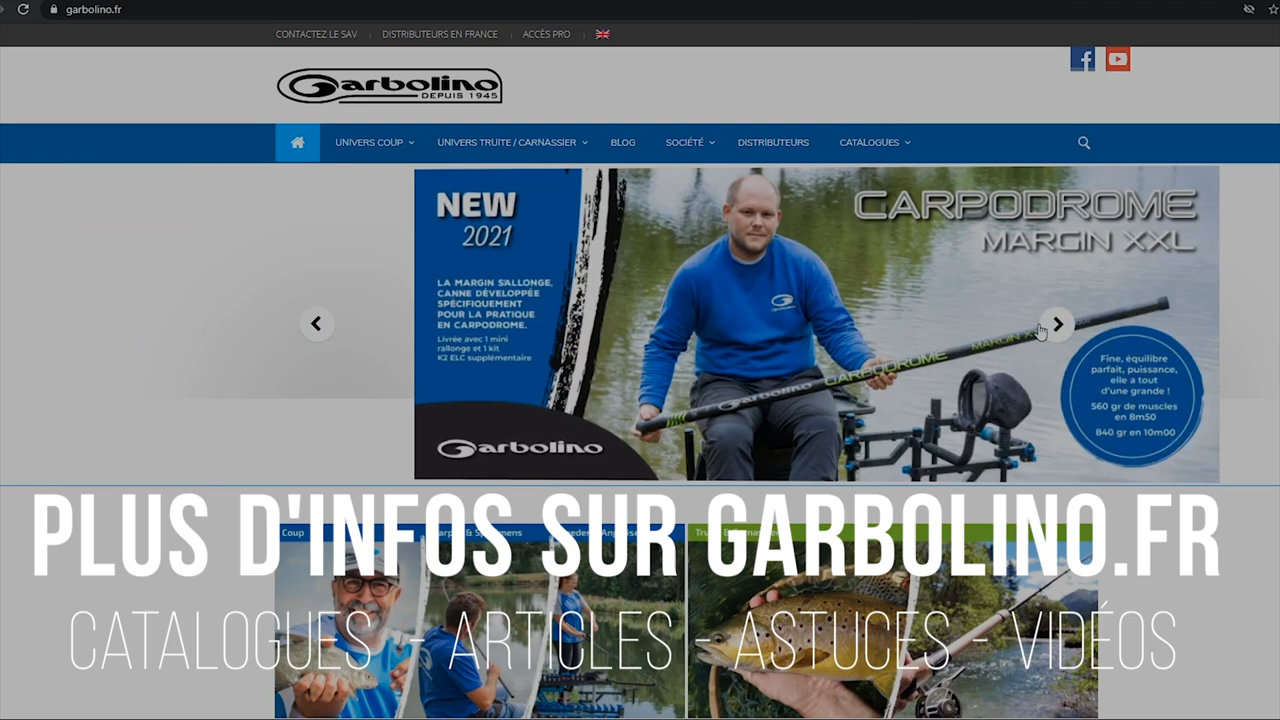 garbolino.fr
CONTACTEZ LE SAV
DISTRIBUTEURS EN FRANCE
ACCÈS PRO
Garbolino
DEPUIS 1945
UNIVERS COUP
UNIVERS TRUITE / CARNASSIER
BLOG
SOCIÉTÉ
DISTRIBUTEURS
CATALOGUES
NEW
2021
LA MARGIN S'ALLONGE,
CANNE DÉVELOPPÉE
SPÉCIFIQUEMENT
POUR LA PRATIQUE
EN CARPODROME.
Livrée avec 1 mini
rallonge et 1 kit
K2 ELC supplémentaire
Garbolino
CARPODROME
MARGIN XXL
Garbolino CARPODROME MARGIN
Fine, équilibre
parfait, puissance,
elle a tout
d'une grande !
560 gr de muscles
en 8m50
840 gr en 10m00
PLUS D'INFOS SUR GARBOLINO.FR
Coup
CATALOGUES - ARTICLES - ASTUCES - VIDÉOS